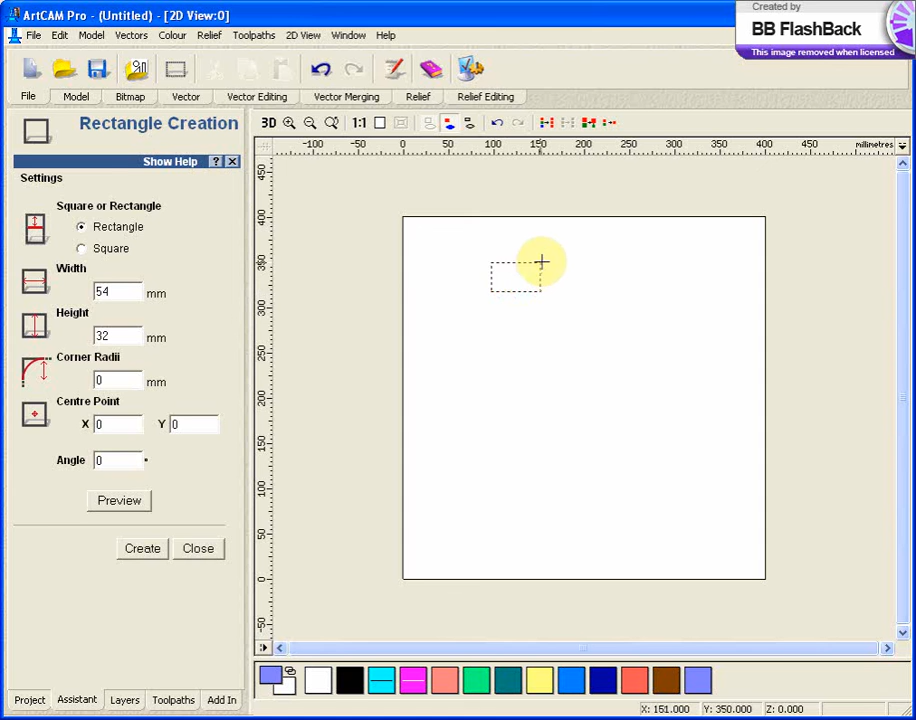 ArtCAM Pro - (Untitled) - [2D View:0]
Created by
BB FlashBack
This image removed when licensed
File Edit Model Vectors Colour Relief Toolpaths 2D View Window Help
File Model Bitmap Vector Vector Editing Vector Merging Relief Relief Editing
Rectangle Creation
3D 1:1
Show Help ? X
-100 -50 0 50 100 150 200 250 300 350 400 450 500 millimetres
Settings
Square or Rectangle
Rectangle
Square
Width
54 mm
Height
32 mm
Corner Radii
0 mm
Centre Point
X 0 Y 0
Angle 0
Preview
Create Close
450
400
350
300
250
200
150
100
50
0
-50
Project Assistant Layers Toolpaths Add In
X: 151.000 Y: 350.000 Z: 0.000